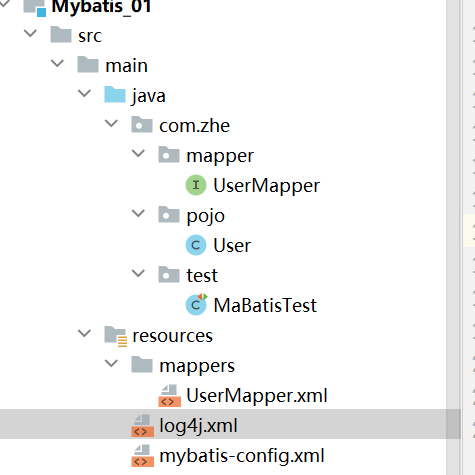 Mybatis_01
src
main
java
com.zhe
mapper
I UserMapper
pojo
C User
test
C MaBatisTest
resources
mappers
UserMapper.xml
log4j.xml
mybatis-config.xml